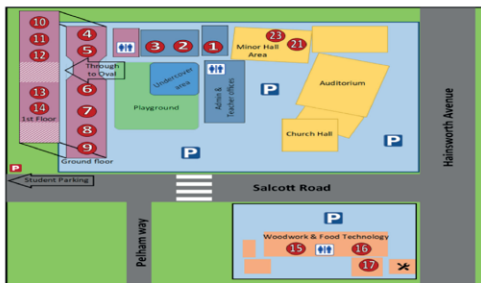 10
11
12
13
14
1st Floor
4
5
Through
to Oval
6
7
8
9
Ground floor
3
2
1
Undercover
area
Playground
Admin &
Teacher offices
Minor Hall
Area
23
21
Auditorium
Church Hall
P
P
P
P
Student Parking
Salcott Road
Hainsworth Avenue
Pelham way
P
Woodwork & Food Technology
15
16
17